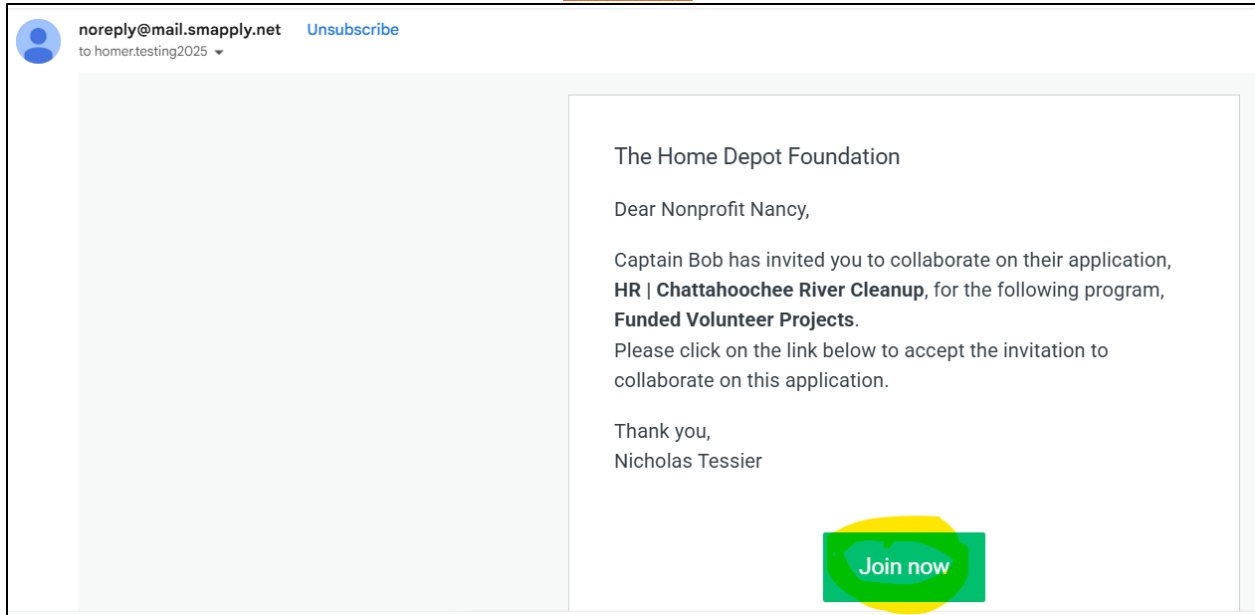 noreply@mail.smapply.net Unsubscribe
to homer.testing2025
The Home Depot Foundation
Dear Nonprofit Nancy,
Captain Bob has invited you to collaborate on their application,
HR | Chattahoochee River Cleanup, for the following program,
Funded Volunteer Projects.
Please click on the link below to accept the invitation to
collaborate on this application.
Thank you,
Nicholas Tessier
Join now